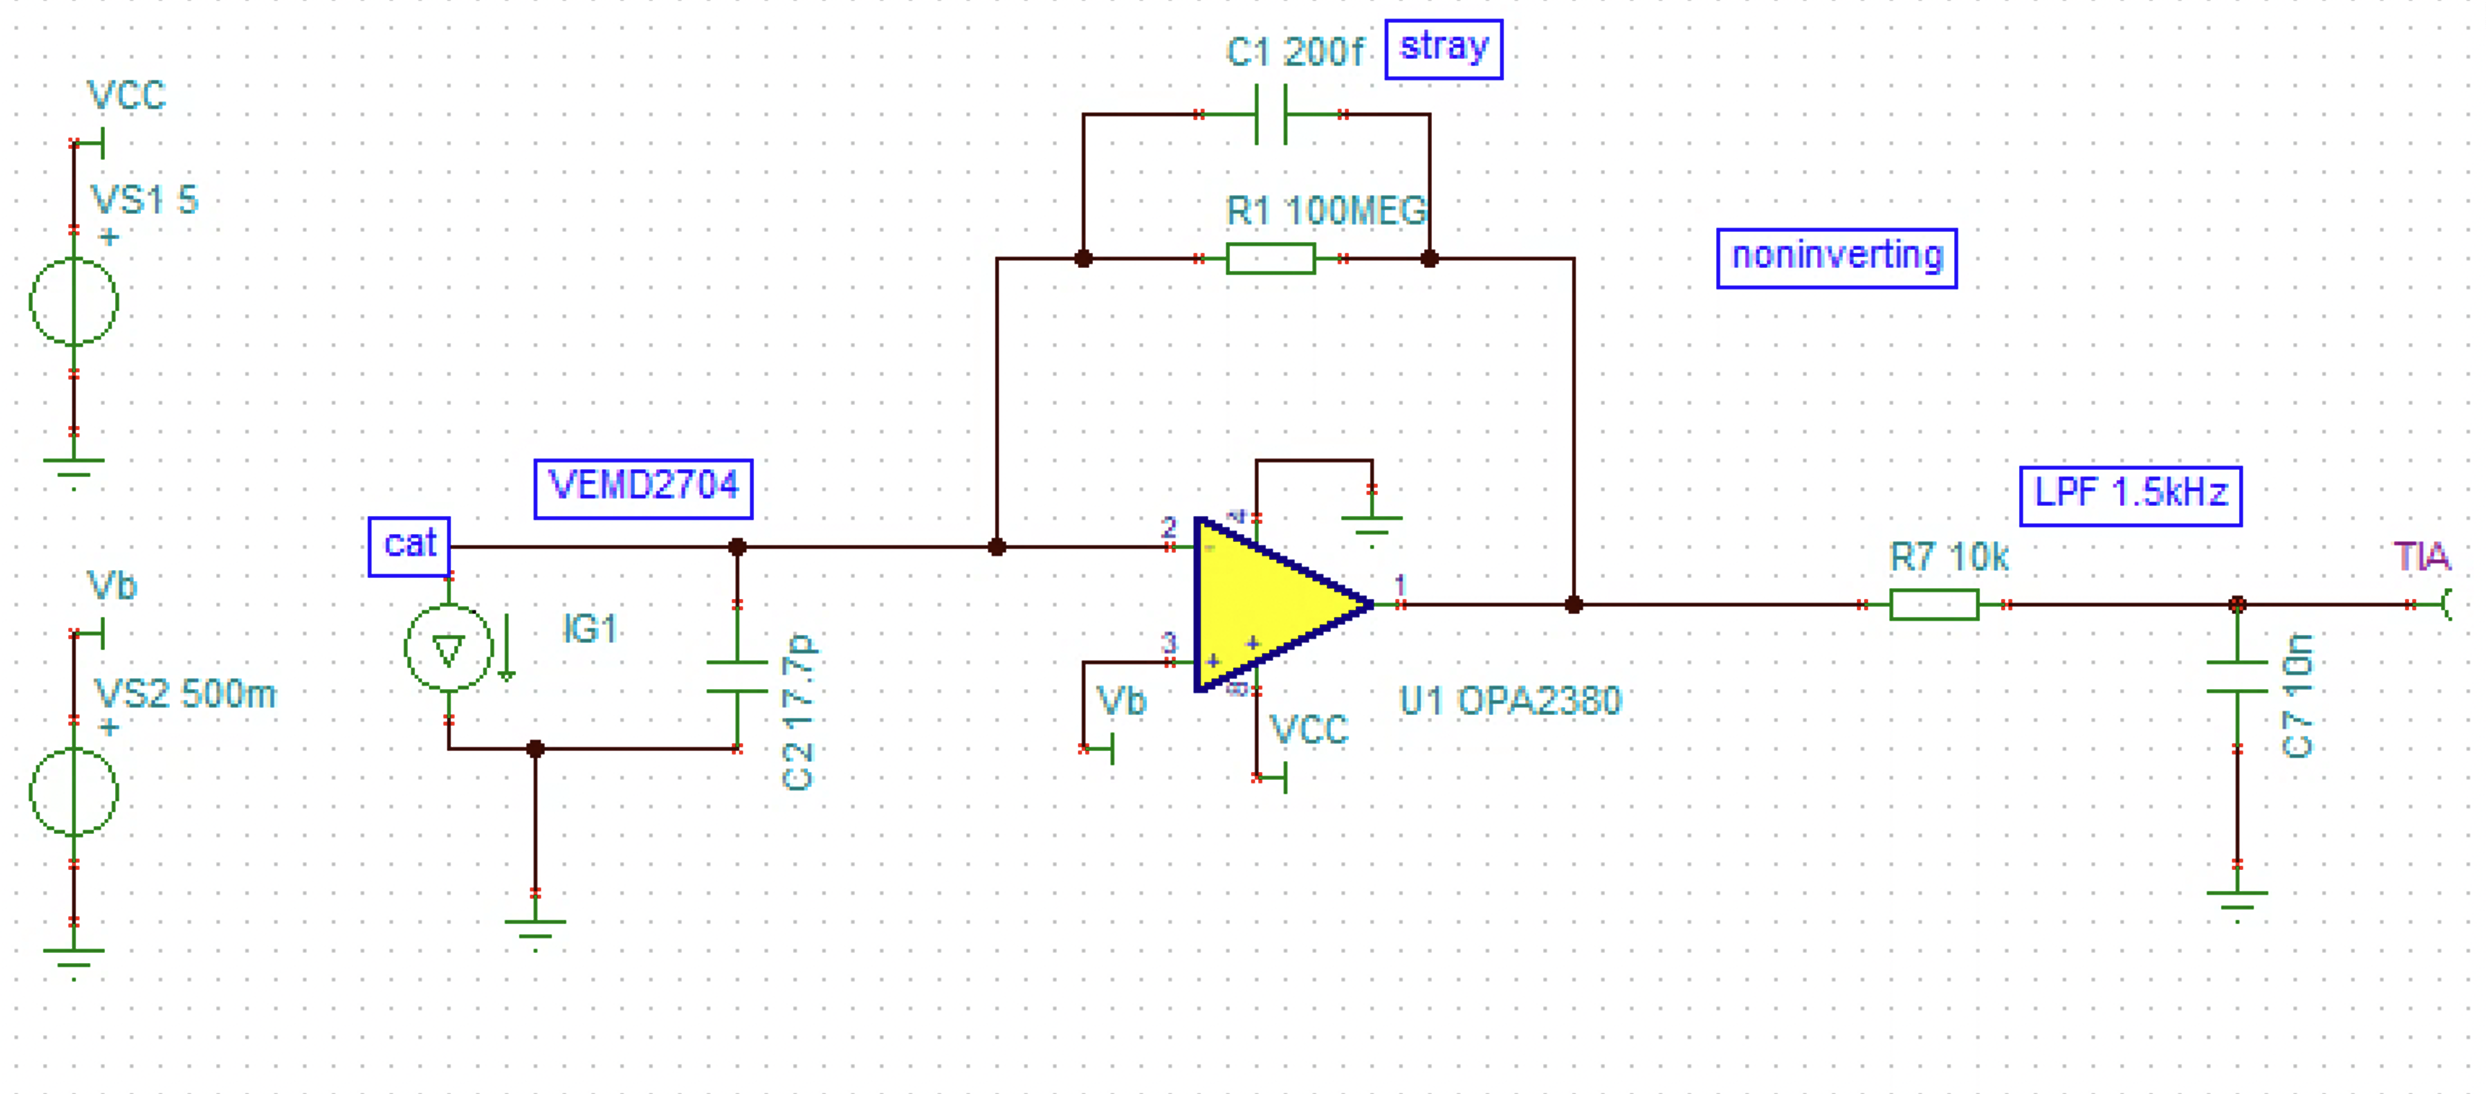 C1 200f
stray
VCC
VS1 5
+
R1 100MEG
noninverting
VEMD2704
LPF 1.5kHz
cat
2
4
-
R7 10k
TIA
Vb
1
IG1
3
+
+
VS2 500m
+
C2 17.7p
Vb
8
VCC
U1 OPA2380
C7 10n